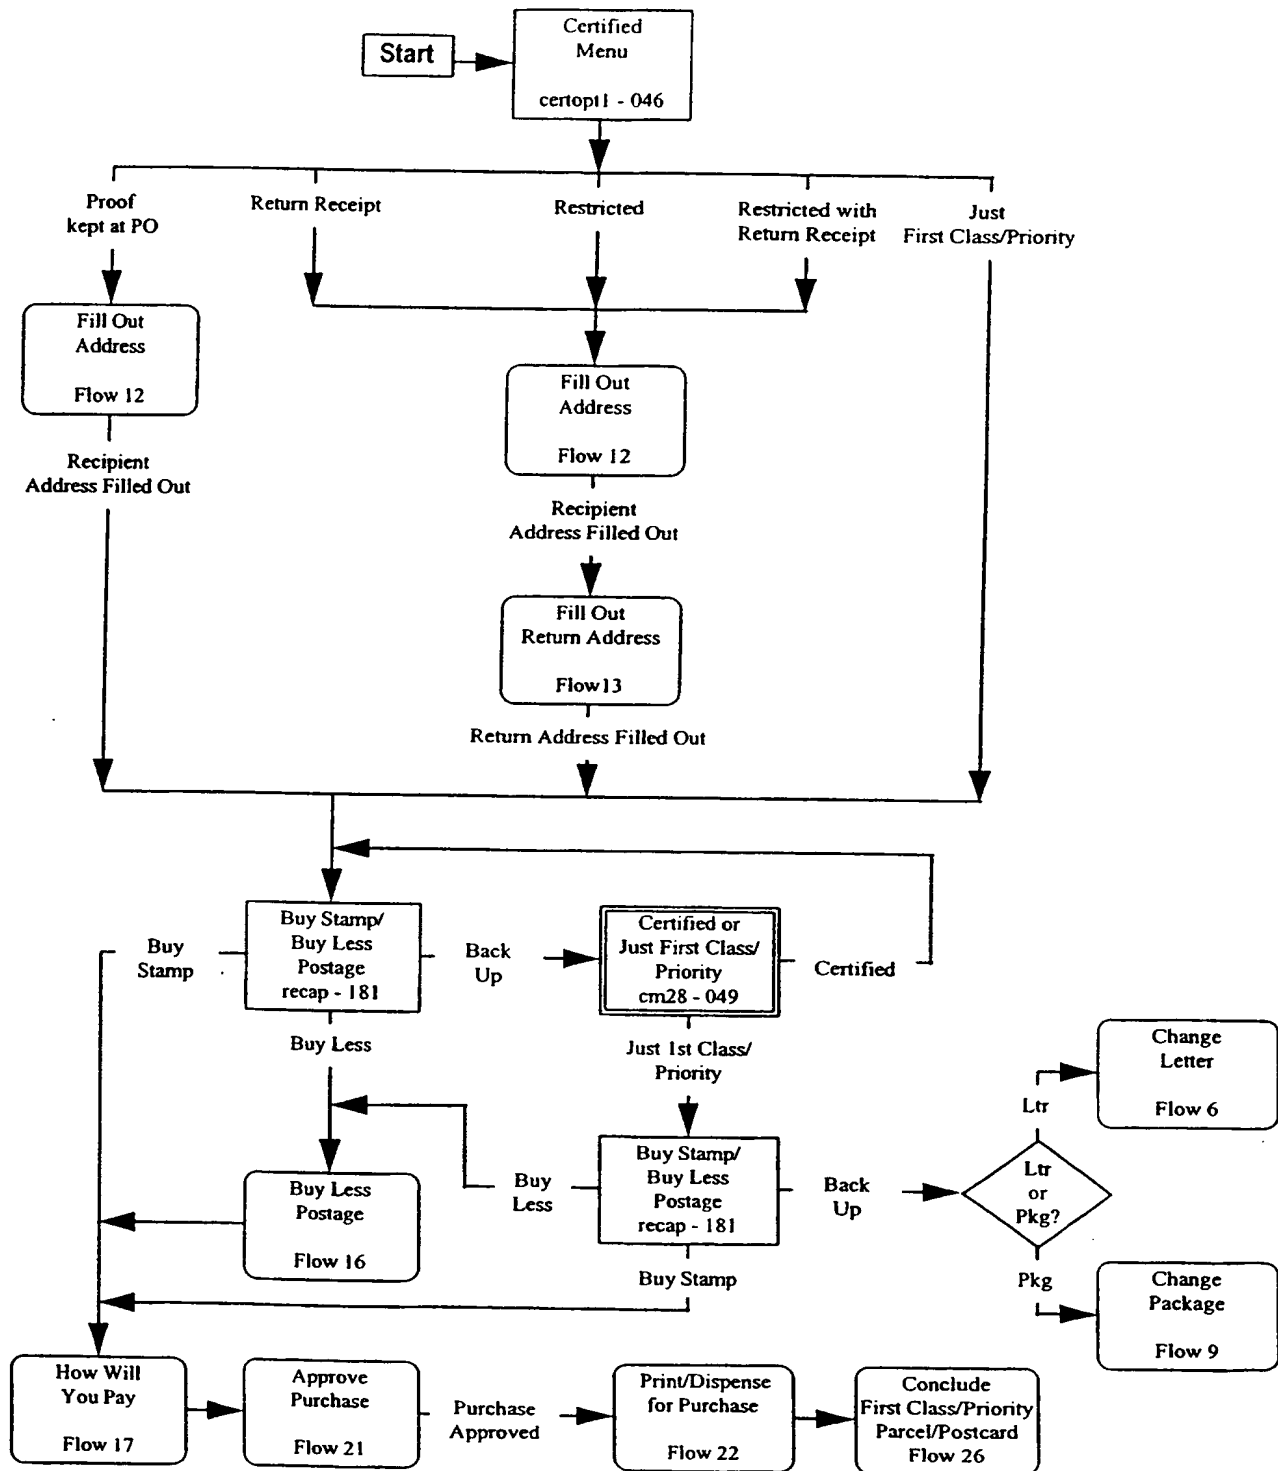 Start
Certified
Menu
certopt1 - 046
Proof
kept at PO
Return Receipt
Restricted
Restricted with
Return Receipt
Just
First Class/Priority
Fill Out
Address
Flow 12
Recipient
Address Filled Out
Fill Out
Address
Flow 12
Recipient
Address Filled Out
Fill Out
Return Address
Flow13
Return Address Filled Out
Buy
Stamp
Buy Stamp/
Buy Less
Postage
recap - 181
Back
Up
Certified or
Just First Class/
Priority
cm28 - 049
Certified
Buy Less
Just 1st Class/
Priority
Change
Letter
Flow 6
Ltr
Buy Less
Postage
Flow 16
Buy
Less
Buy Stamp/
Buy Less
Postage
recap - 181
Back
Up
Ltr
or
Pkg?
Buy Stamp
Pkg
Change
Package
Flow 9
How Will
You Pay
Flow 17
Approve
Purchase
Flow 21
Purchase
Approved
Print/Dispense
for Purchase
Flow 22
Conclude
First Class/Priority
Parcel/Postcard
Flow 26